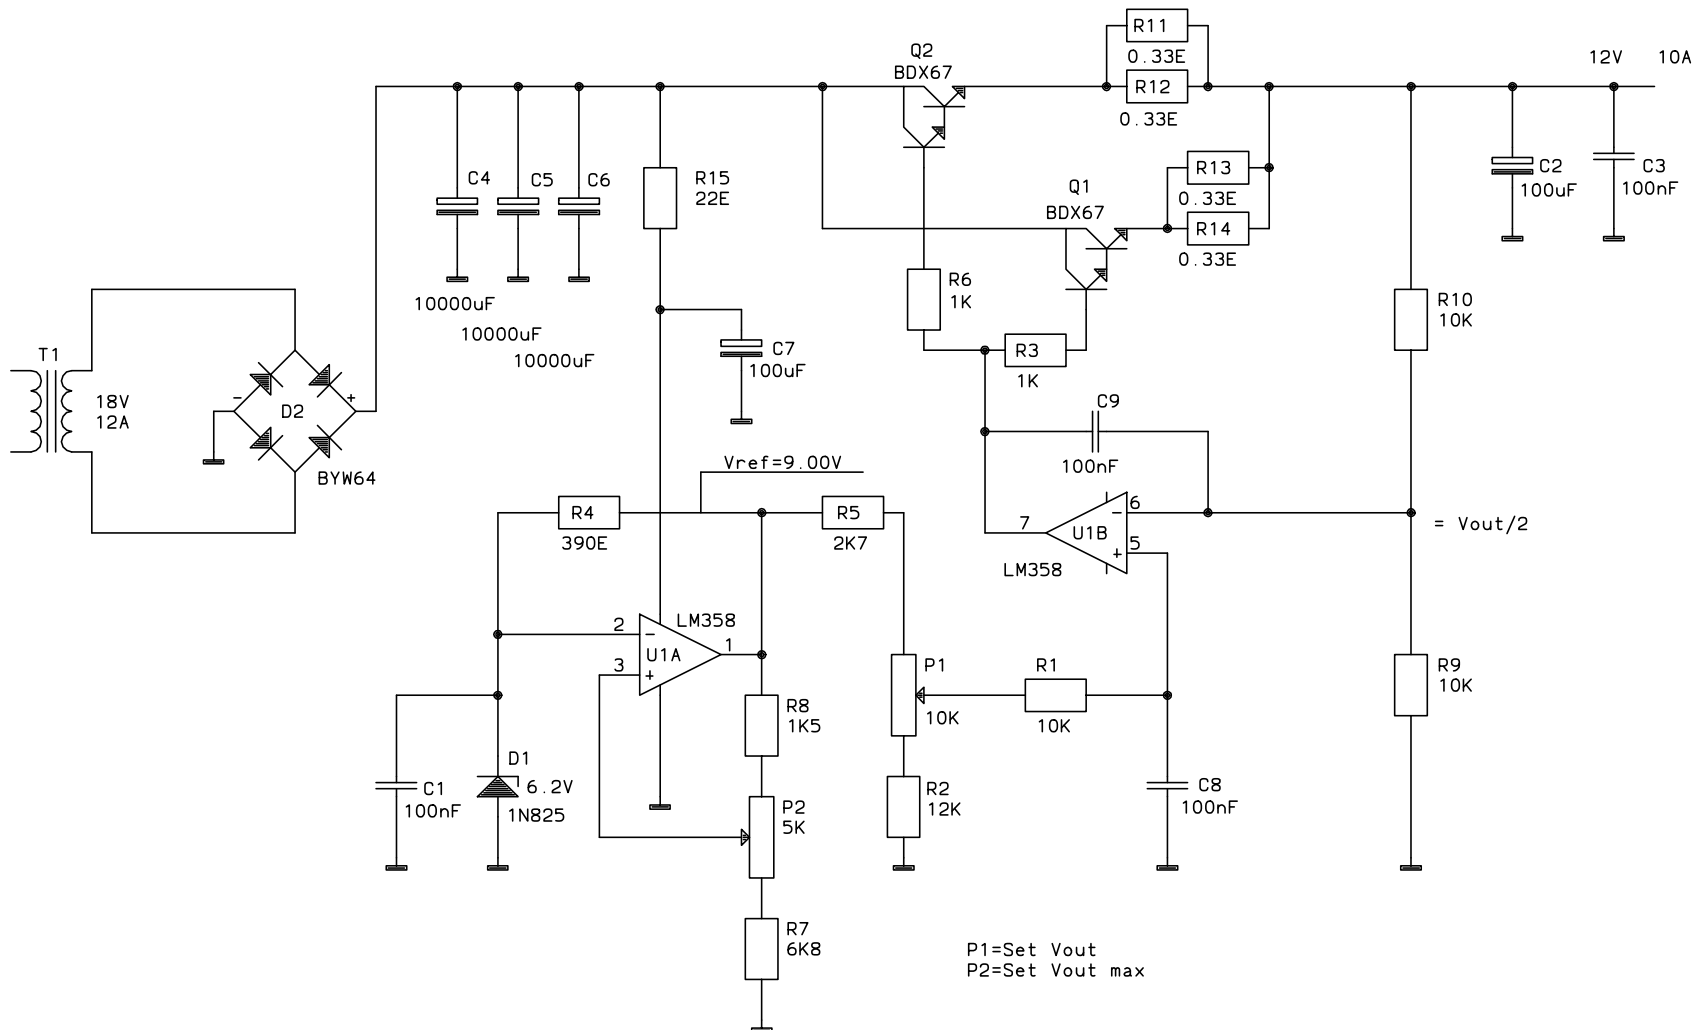 R11
0.33E
12V 10A
Q2
BDX67
R12
0.33E
C4
C5
C6
R15
22E
Q1
BDX67
R13
0.33E
R14
0.33E
C2
100uF
C3
100nF
10000uF
10000uF
10000uF
R6
1K
R10
10K
T1
18V
12A
-
D2
+
BYW64
C7
100uF
R3
1K
C9
100nF
Vref=9.00V
R4
390E
R5
2K7
7
6
-
U1B
5
+
LM358
= Vout/2
LM358
2
-
U1A
1
3
+
P1
10K
R1
10K
R9
10K
R8
1K5
D1
6.2V
1N825
C1
100nF
P2
5K
R2
12K
C8
100nF
R7
6K8
P1=Set Vout
P2=Set Vout max